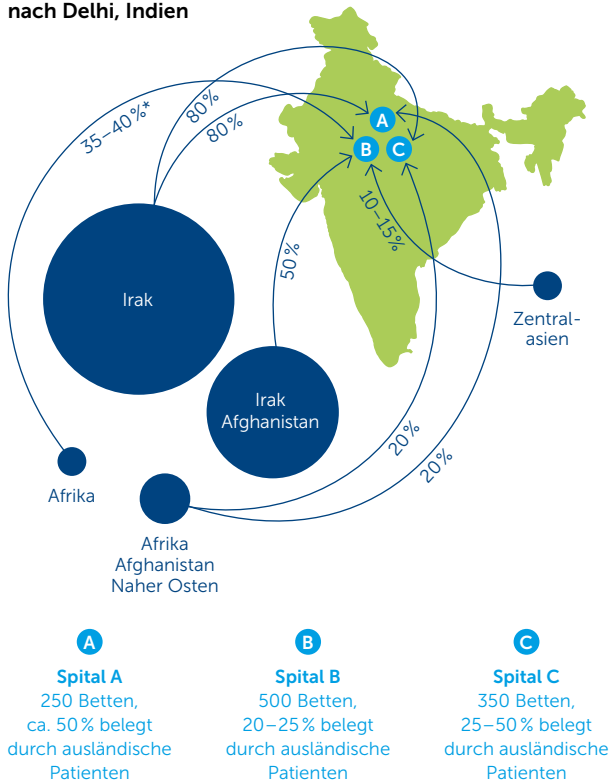 nach Delhi, Indien
35–40%*
80%
80%
A
B
C
50%
10–15%
Irak
Zentral-
asien
Irak
Afghanistan
20%
20%
Afrika
Afrika
Afghanistan
Naher Osten
A
Spital A
250 Betten,
ca. 50% belegt
durch ausländische
Patienten
B
Spital B
500 Betten,
20–25% belegt
durch ausländische
Patienten
C
Spital C
350 Betten,
25–50% belegt
durch ausländische
Patienten